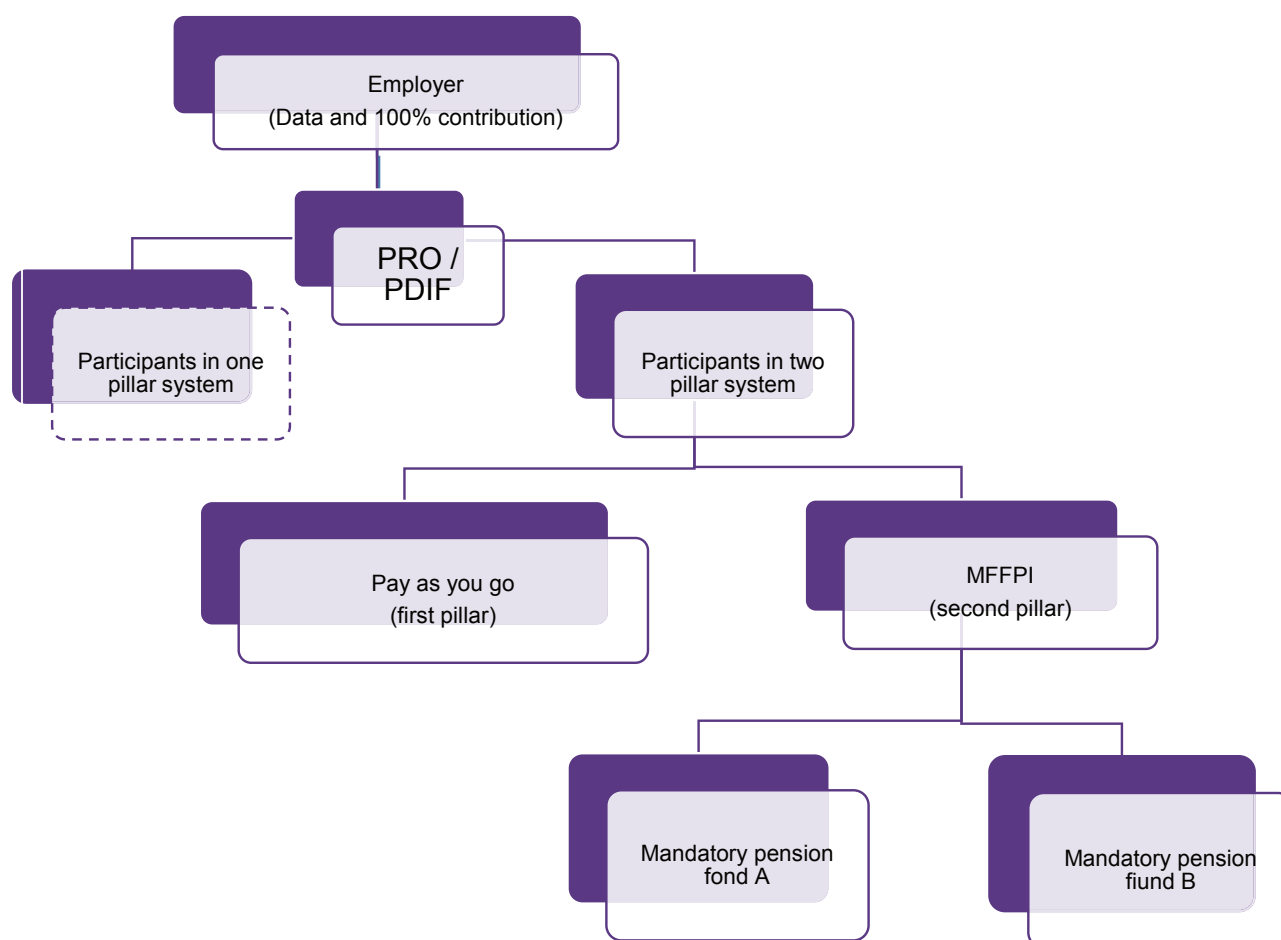 Employer
(Data and 100% contribution)
PRO /
PDIF
Participants in one
pillar system
Participants in two
pillar system
Pay as you go
(first pillar)
MFFPI
(second pillar)
Mandatory pension
fond A
Mandatory pension
fiund B